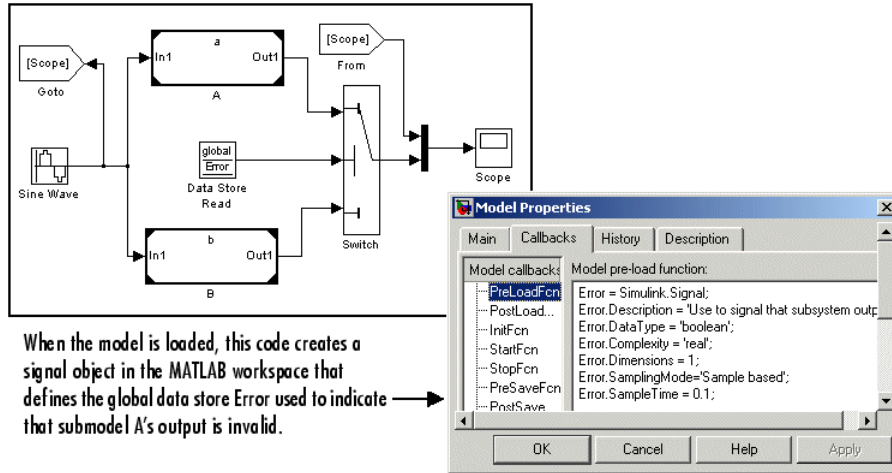 a
In1
Out1
A
[Scope]
Goto
[Scope]
From
Sine Wave
global
Error
Data Store
Read
Switch
Scope
b
In1
Out1
B
Model Properties
Main
Callbacks
History
Description
Model callbacks
Model pre-load function:
PreLoadFcn
PostLoad...
InitFcn
StartFcn
StopFcn
PreSaveFcn
PostSave
Error = Simulink.Signal;
Error.Description = 'Use to signal that subsystem outp
Error.DataType = 'boolean';
Error.Complexity = 'real';
Error.Dimensions = 1;
Error.SamplingMode='Sample based';
Error.SampleTime = 0.1;
OK
Cancel
Help
Apply
When the model is loaded, this code creates a
signal object in the MATLAB workspace that
defines the global data store Error used to indicate
that submodel A's output is invalid.